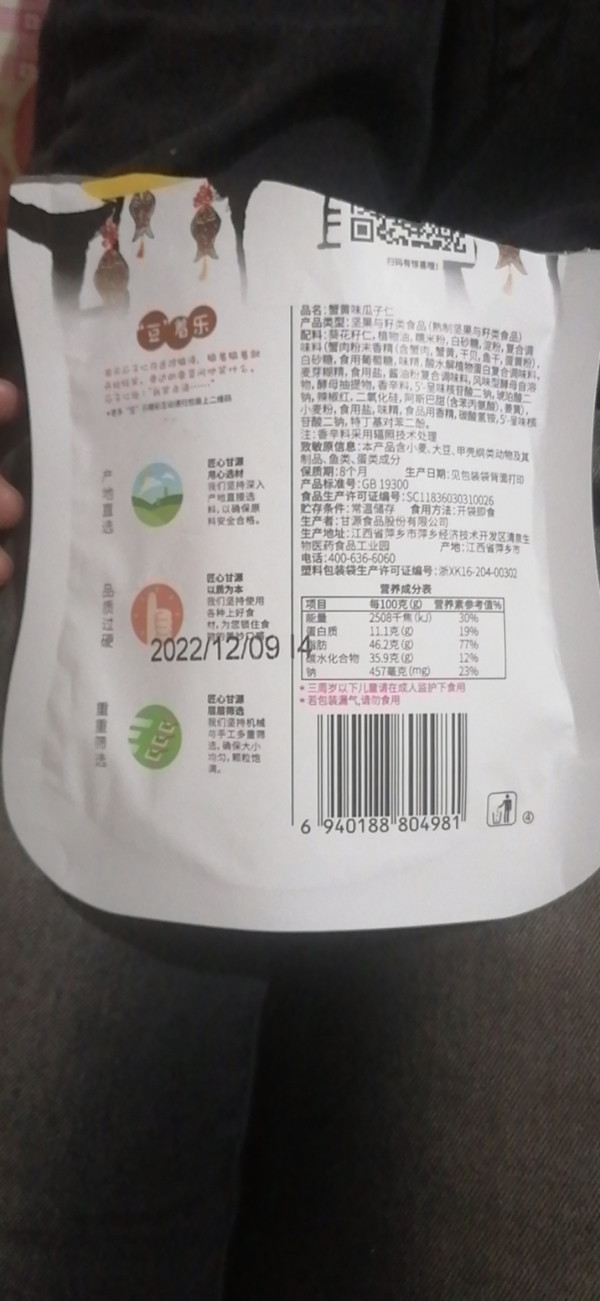 扫码有惊喜哦！
"豆"着乐
产地直选
匠心甘源
用心选材
我们坚持深入
产地直接选
料，以确保原
料安全合格。
品质过硬
匠心甘源
以质为本
我们坚持使用
各种上好食
材，为您锁住食
2022/12/09 14
重重筛选
匠心甘源
层层筛选
我们坚持机械
与手工多重筛
选，确保大小
均匀，颗粒饱
满。
品名：蟹黄味瓜子仁
产品类型：坚果与籽类食品（熟制坚果与籽类食品）
配料：葵花籽仁，植物油，糯米粉，白砂糖，淀粉，复合调
味料（蟹肉粉末香精（含蟹肉，蟹黄，干贝，鱼干，蛋黄粉），
白砂糖，食用葡萄糖，味精，酸水解植物蛋白复合调味料，
麦芽糊精，食用盐，酱油粉复合调味料，风味型酵母自溶
物，酵母抽提物，香辛料，5'-呈味核苷酸二钠，琥珀酸二
钠，辣椒红，二氧化硅，阿斯巴甜（含苯丙氨酸），姜黄），
小麦粉，食用盐，味精，食品用香精，碳酸氢铵，5'-呈味核
苷酸二钠，特丁基对苯二酚。
注：香辛料采用辐照技术处理
致敏原信息：本产品含小麦、大豆、甲壳纲类动物及其
制品、鱼类、蛋类成分
保质期：8个月 生产日期：见包装袋背面打印
产品标准号：GB 19300
食品生产许可证编号：SC11836030310026
贮存条件：常温储存 食用方法：开袋即食
生产者：甘源食品股份有限公司
生产地址：江西省萍乡市萍乡经济技术开发区清泉生
物医药食品工业园 产地：江西省萍乡市
电话：400-636-6060
塑料包装袋生产许可证编号：浙XK16-204-00302
营养成分表
项目 每100克(g) 营养素参考值%
能量 2508千焦(kJ) 30%
蛋白质 11.1克(g) 19%
脂肪 46.2克(g) 77%
碳水化合物 35.9克(g) 12%
钠 457毫克(mg) 23%
*三周岁以下儿童请在成人监护下食用
*若包装漏气，请勿食用
6 940188 804981
④